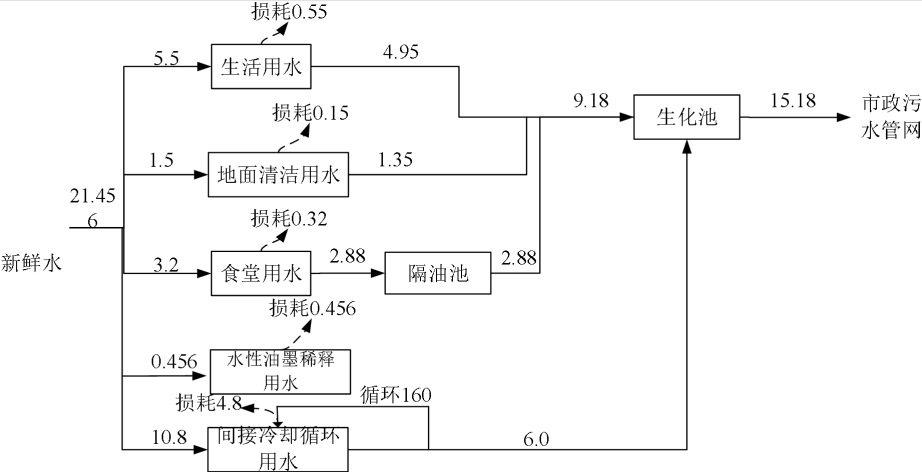 损耗0.55
5.5
生活用水
4.95
损耗0.15
9.18
生化池
15.18
市政污
水管网
1.5
地面清洁用水
1.35
21.45
6
新鲜水
损耗0.32
3.2
食堂用水
2.88
隔油池
2.88
损耗0.456
0.456
水性油墨稀释
用水
损耗4.8
循环160
10.8
间接冷却循环
用水
6.0